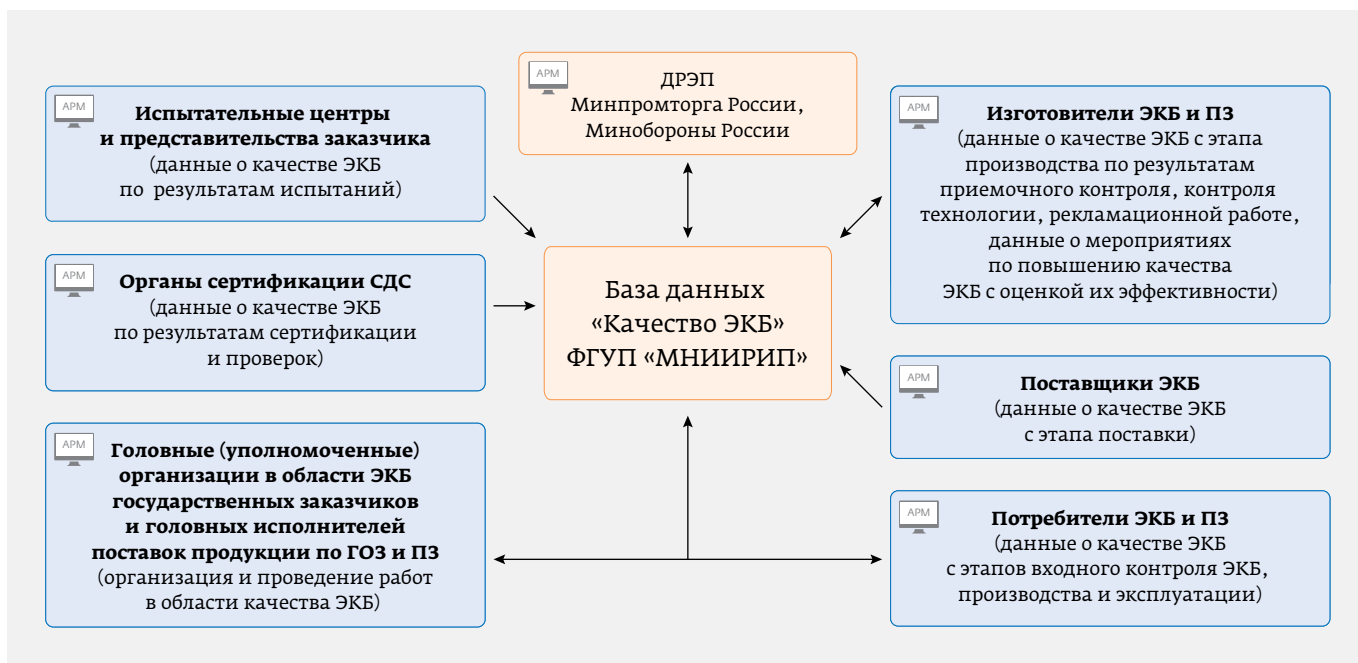 АРМ
Испытательные центры
и представительства заказчика
(данные о качестве ЭКБ
по результатам испытаний)
АРМ
Органы сертификации СДС
(данные о качестве ЭКБ
по результатам сертификации
и проверок)
АРМ
Головные (уполномоченные)
организации в области ЭКБ
государственных заказчиков
и головных исполнителей
поставок продукции по ГОЗ и ПЗ
(организация и проведение работ
в области качества ЭКБ)
АРМ
ДРЭП
Минпромторга России,
Минобороны России
База данных
«Качество ЭКБ»
ФГУП «МНИИРИП»
АРМ
Изготовители ЭКБ и ПЗ
(данные о качестве ЭКБ с этапа
производства по результатам
приемочного контроля, контроля
технологии, рекламационной работе,
данные о мероприятиях
по повышению качества
ЭКБ с оценкой их эффективности)
АРМ
Поставщики ЭКБ
(данные о качестве ЭКБ
с этапа поставки)
АРМ
Потребители ЭКБ и ПЗ
(данные о качестве ЭКБ
с этапов входного контроля ЭКБ,
производства и эксплуатации)